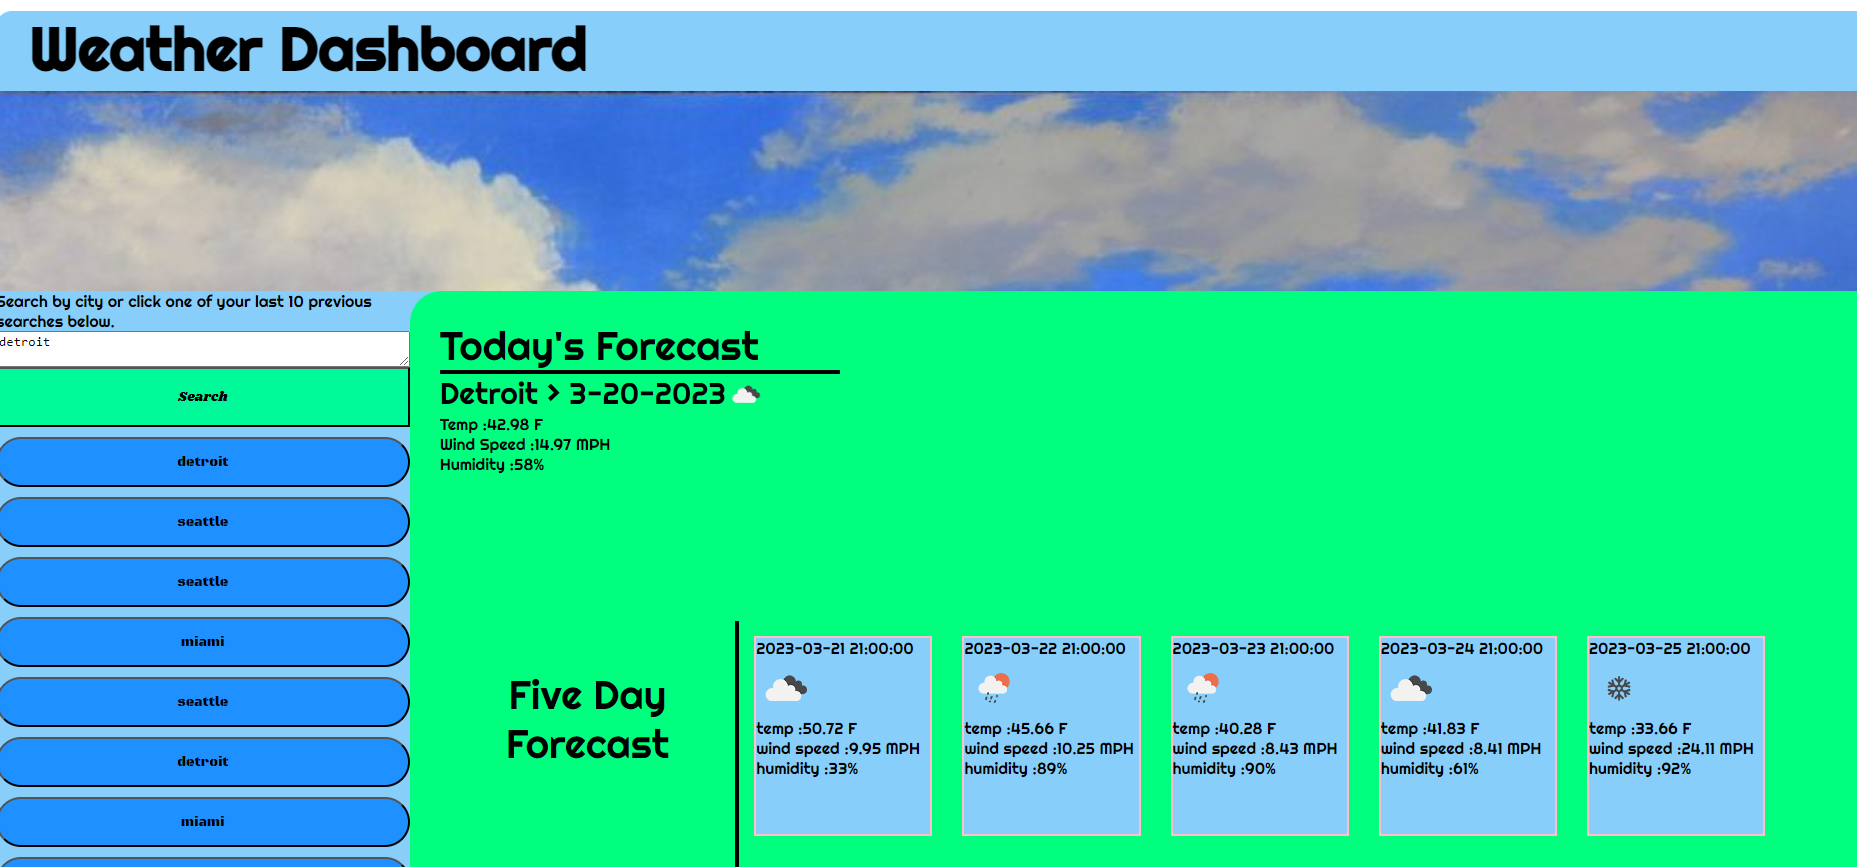 Weather Dashboard
Search by city or click one of your last 10 previous
searches below.
detroit
Search
detroit
seattle
seattle
miami
seattle
detroit
miami
Today's Forecast
Detroit > 3-20-2023
Temp :42.98 F
Wind Speed :14.97 MPH
Humidity :58%
Five Day
Forecast
2023-03-21 21:00:00
temp :50.72 F
wind speed :9.95 MPH
humidity :33%
2023-03-22 21:00:00
temp :45.66 F
wind speed :10.25 MPH
humidity :89%
2023-03-23 21:00:00
temp :40.28 F
wind speed :8.43 MPH
humidity :90%
2023-03-24 21:00:00
temp :41.83 F
wind speed :8.41 MPH
humidity :61%
2023-03-25 21:00:00
temp :33.66 F
wind speed :24.11 MPH
humidity :92%